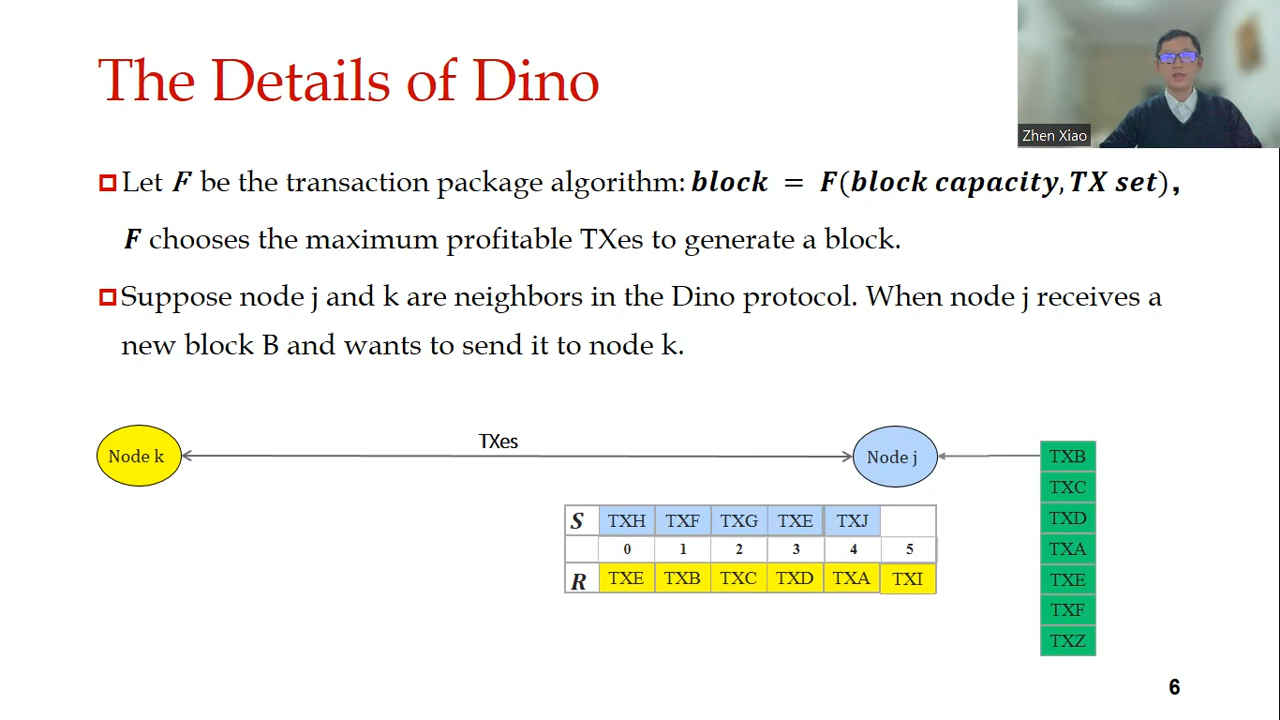 The Details of Dino
Zhen Xiao
Let F be the transaction package algorithm: block = F(block capacity, TX set),
F chooses the maximum profitable TXes to generate a block.
Suppose node j and k are neighbors in the Dino protocol. When node j receives a
new block B and wants to send it to node k.
Node k
TXes
Node j
S TXH TXF TXG TXE TXJ
0 1 2 3 4 5
R TXE TXB TXC TXD TXA TXI
TXB
TXC
TXD
TXA
TXE
TXF
TXZ
6